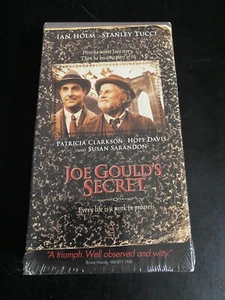 IAN HOLM STANLEY TUCCI
PATRICIA CLARKSON HOPE DAVIS
AND SUSAN SARANDON
JOE GOULD'S
SECRET
Every life is a work in progress.
"A triumph. Well observed and witty."